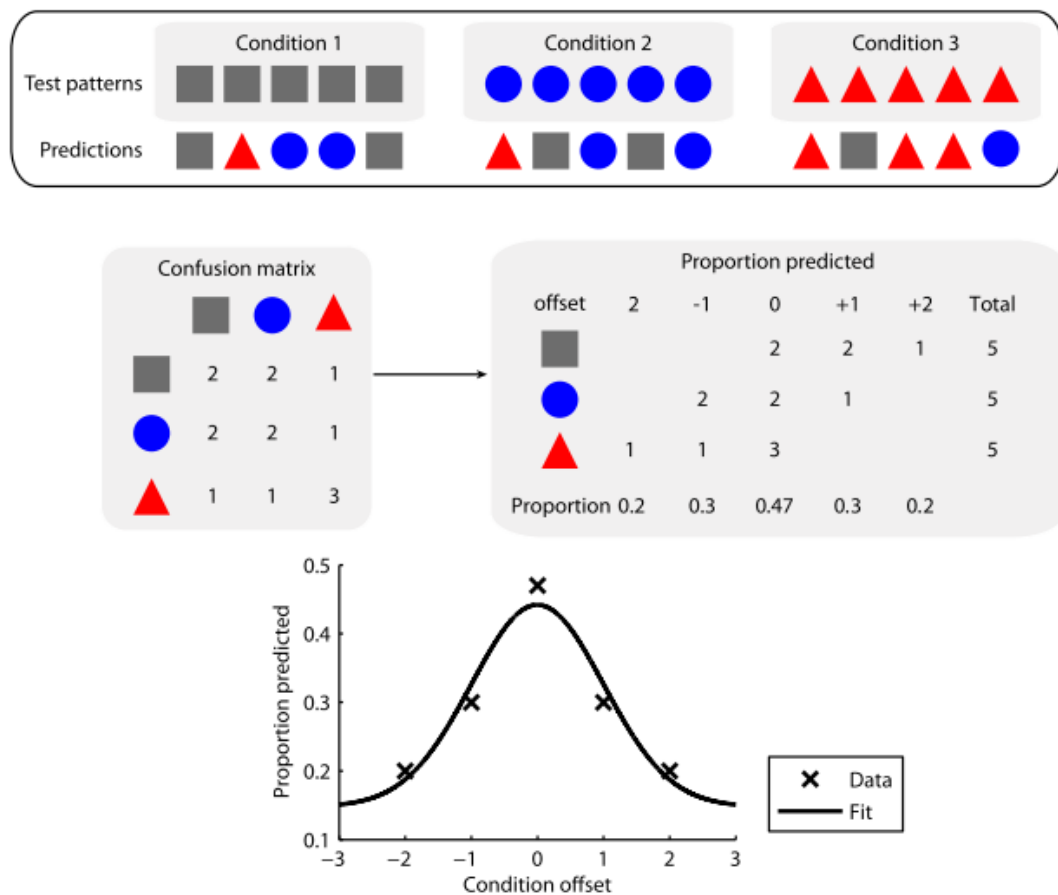 Condition 1 Condition 2 Condition 3
Test patterns
Predictions
Confusion matrix
2 2 1
2 2 1
1 1 3
Proportion predicted
offset 2 -1 0 +1 +2 Total
2 2 1 5
2 2 1 5
1 1 3 5
Proportion 0.2 0.3 0.47 0.3 0.2
Proportion predicted
0.5
0.4
0.3
0.2
0.1
−3 −2 −1 0 1 2 3
Condition offset
Data
Fit